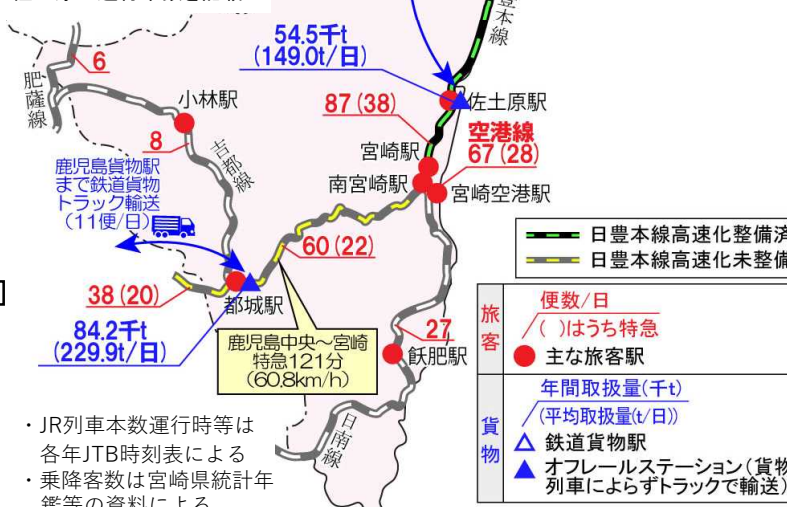 6
肥薩線
小林駅
8
吉都線
54.5千t
(149.0t/日)
本線
佐土原駅
87(38)
空港線
67(28)
宮崎駅
南宮崎駅
宮崎空港駅
鹿児島貨物駅
まで鉄道貨物
トラック輸送
(11便/日)
60(22)
38(20)
都城駅
84.2千t
(229.9t/日)
鹿児島中央～宮崎
特急121分
(60.8km/h)
27
飫肥駅
日南線
日豊本線高速化整備済
日豊本線高速化未整備
旅客
便数/日
( )はうち特急
主な旅客駅
貨物
年間取扱量(千t)
(平均取扱量(t/日))
鉄道貨物駅
オフレールステーション(貨物
列車によらずトラックで輸送)
・JR列車本数運行時等は
各年JTB時刻表による
・乗降客数は宮崎県統計年
鑑等の資料による